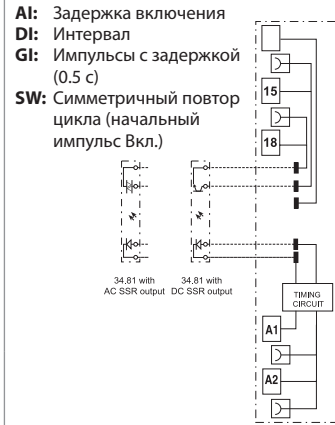 AI: Задержка включения
DI: Интервал
GI: Импульсы с задержкой
(0.5 с)
SW: Симметричный повтор
цикла (начальный
импульс Вкл.)
15
18
34.81 with
AC SSR output
34.81 with
DC SSR output
TIMING
CIRCUIT
A1
A2